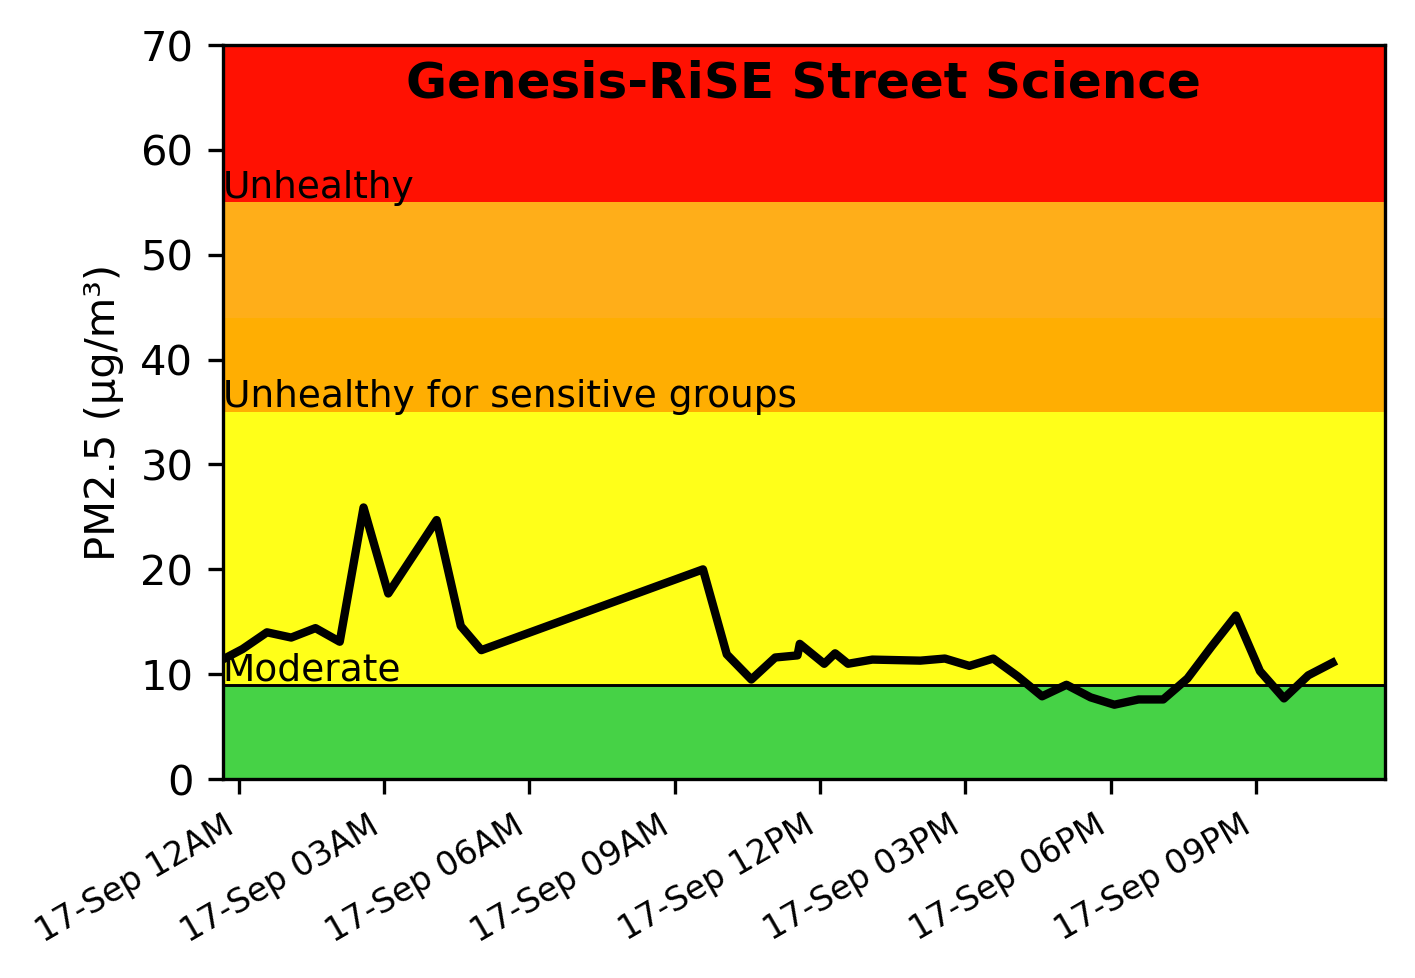 Genesis-RiSE Street Science
70
60
50
40
30
20
10
0
PM2.5 (µg/m³)
Unhealthy
Unhealthy for sensitive groups
Moderate
17-Sep 12AM
17-Sep 03AM
17-Sep 06AM
17-Sep 09AM
17-Sep 12PM
17-Sep 03PM
17-Sep 06PM
17-Sep 09PM